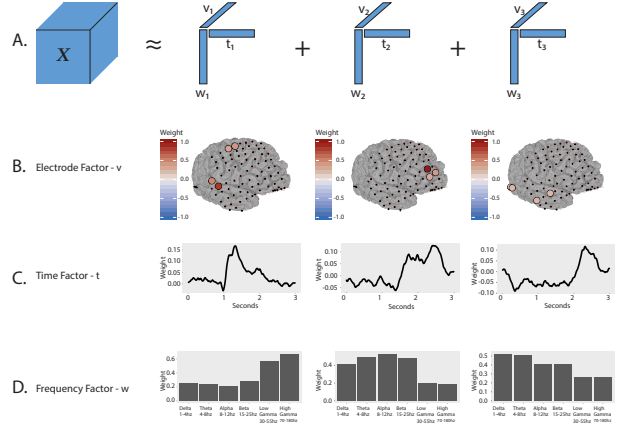 A.
X
≈
v1
t1
w1
+
v2
t2
w2
+
v3
t3
w3
B.
Electrode Factor - v
Weight
1.0
0.5
0.0
0.5
1.0
Weight
1.0
0.5
0.0
0.5
1.0
Weight
1.0
0.5
0.0
0.5
1.0
C.
Time Factor - t
Weight
0.15
0.10
0.05
0.00
0 1 2 3
Seconds
Weight
0.10
0.05
0.00
-0.05
0 1 2 3
Seconds
Weight
0.10
0.05
0.00
-0.05
-0.10
0 1 2 3
Seconds
D.
Frequency Factor - w
Weight
0.6
0.4
0.2
0.0
Delta Theta Alpha Beta Low High
1-4hz 4-8hz 8-12hz 15-25hz Gamma Gamma
30-55hz 70-180hz
Weight
0.4
0.2
0.0
Delta Theta Alpha Beta Low High
1-4hz 4-8hz 8-12hz 15-25hz Gamma Gamma
30-55hz 70-180hz
Weight
0.5
0.4
0.3
0.2
0.1
0.0
Delta Theta Alpha Beta Low High
1-4hz 4-8hz 8-12hz 15-25hz Gamma Gamma
30-55hz 70-180hz